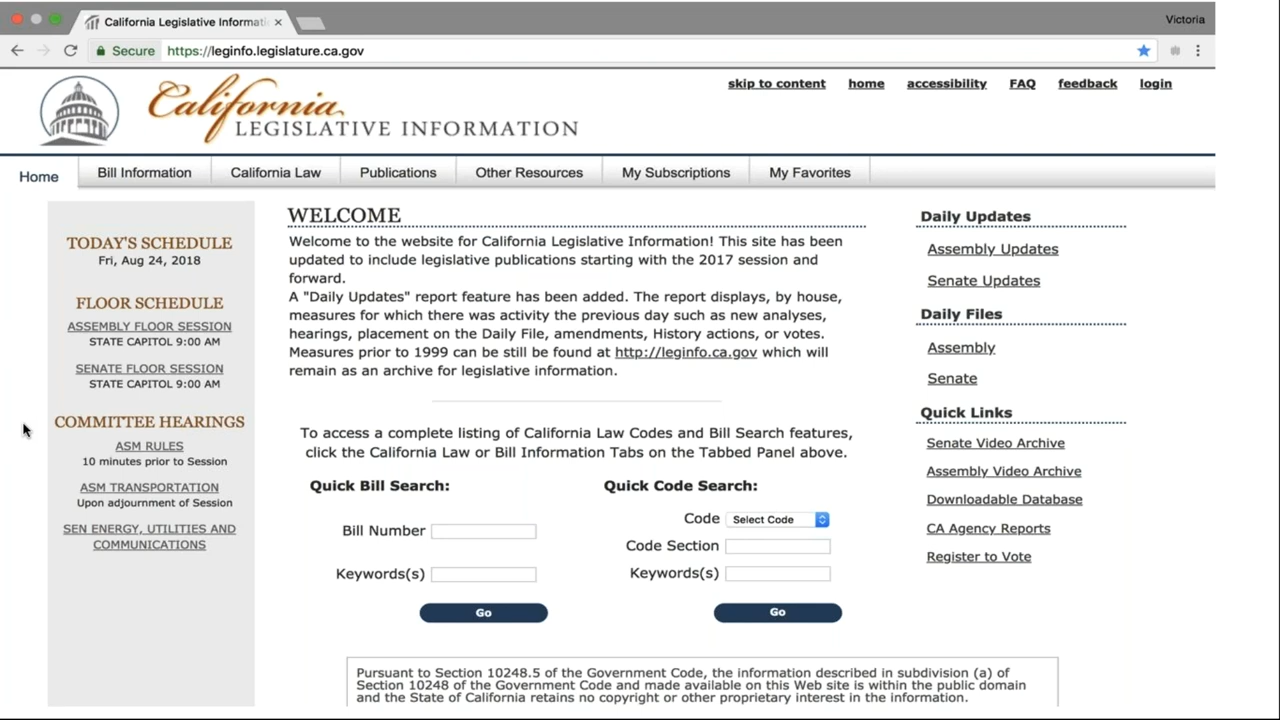 California Legislative Informati
Victoria
Secure https://leginfo.legislature.ca.gov
skip to content home accessibility FAQ feedback login
California
LEGISLATIVE INFORMATION
Home Bill Information California Law Publications Other Resources My Subscriptions My Favorites
TODAY'S SCHEDULE
Fri, Aug 24, 2018
FLOOR SCHEDULE
ASSEMBLY FLOOR SESSION
STATE CAPITOL 9:00 AM
SENATE FLOOR SESSION
STATE CAPITOL 9:00 AM
COMMITTEE HEARINGS
ASM RULES
10 minutes prior to Session
ASM TRANSPORTATION
Upon adjournment of Session
SEN ENERGY, UTILITIES AND
COMMUNICATIONS
WELCOME
Welcome to the website for California Legislative Information! This site has been
updated to include legislative publications starting with the 2017 session and
forward.
A "Daily Updates" report feature has been added. The report displays, by house,
measures for which there was activity the previous day such as new analyses,
hearings, placement on the Daily File, amendments, History actions, or votes.
Measures prior to 1999 can be still be found at http://leginfo.ca.gov which will
remain as an archive for legislative information.
To access a complete listing of California Law Codes and Bill Search features,
click the California Law or Bill Information Tabs on the Tabbed Panel above.
Quick Bill Search:
Bill Number
Keywords(s)
Go
Quick Code Search:
Code Select Code
Code Section
Keywords(s)
Go
Daily Updates
Assembly Updates
Senate Updates
Daily Files
Assembly
Senate
Quick Links
Senate Video Archive
Assembly Video Archive
Downloadable Database
CA Agency Reports
Register to Vote
Pursuant to Section 10248.5 of the Government Code, the information described in subdivision (a) of
Section 10248 of the Government Code and made available on this Web site is within the public domain
and the State of California retains no copyright or other proprietary interest in the information.